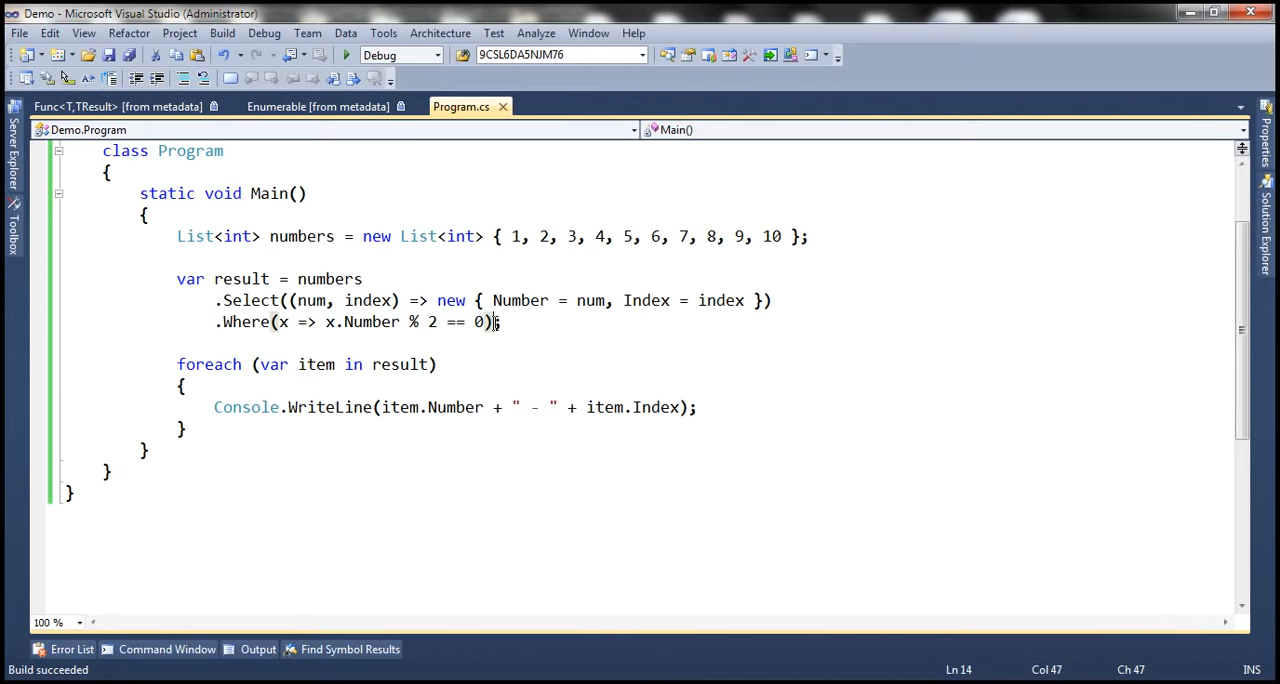 Demo - Microsoft Visual Studio (Administrator)
File Edit View Refactor Project Build Debug Team Data Tools Architecture Test Analyze Window Help
Debug 9CSL6DA5NJM76
Func<T,TResult> [from metadata] Enumerable [from metadata] Program.cs
Demo.Program Main()
Server Explorer
Toolbox
Properties
Solution Explorer
class Program
{
static void Main()
{
List<int> numbers = new List<int> { 1, 2, 3, 4, 5, 6, 7, 8, 9, 10 };
var result = numbers
.Select((num, index) => new { Number = num, Index = index })
.Where(x => x.Number % 2 == 0);
foreach (var item in result)
{
Console.WriteLine(item.Number + " - " + item.Index);
}
}
}
}
100 %
Error List Command Window Output Find Symbol Results
Build succeeded Ln 14 Col 47 Ch 47 INS